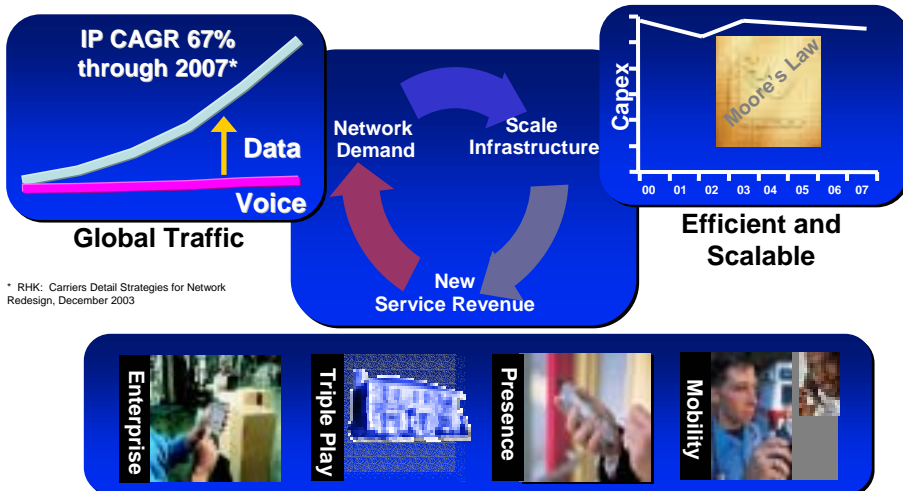 IP CAGR 67%
through 2007*
Data
Voice
Global Traffic
* RHK: Carriers Detail Strategies for Network
Redesign, December 2003
Network
Demand
Scale
Infrastructure
New
Service Revenue
Capex
Moore's Law
00 01 02 03 04 05 06 07
Efficient and
Scalable
Enterprise
Triple Play
Presence
Mobility